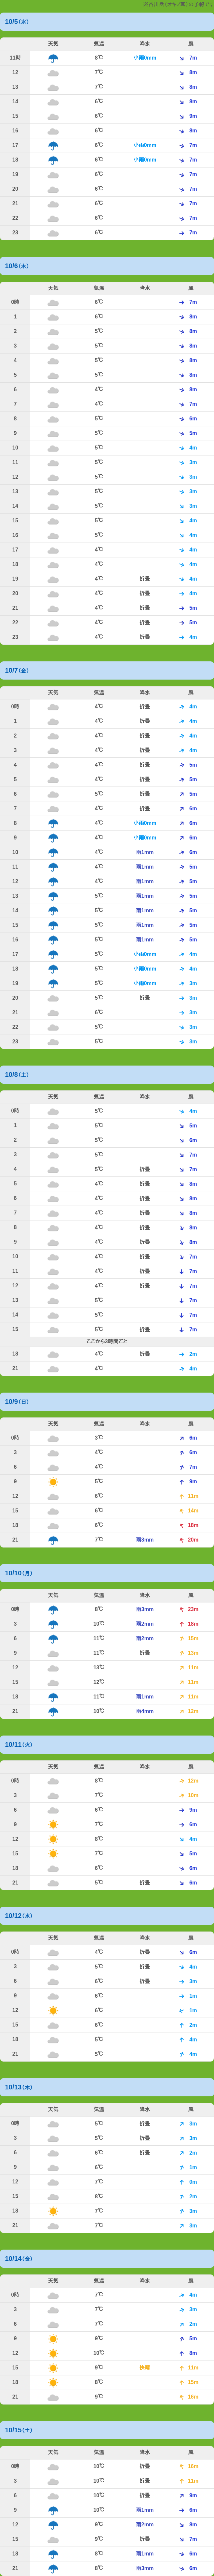 10/5(水)
天気 気温 降水 風
11時 8℃ 小雨0mm 7m
12 7℃ 8m
13 7℃ 8m
14 6℃ 8m
15 6℃ 9m
16 6℃ 8m
17 6℃ 小雨0mm 7m
18 6℃ 小雨0mm 7m
19 6℃ 7m
20 6℃ 7m
21 6℃ 7m
22 6℃ 7m
23 6℃ 7m
10/6(木)
天気 気温 降水 風
0時 6℃ 7m
1 6℃ 8m
2 5℃ 8m
3 5℃ 8m
4 5℃ 8m
5 5℃ 8m
6 4℃ 8m
7 4℃ 7m
8 5℃ 6m
9 5℃ 5m
10 5℃ 4m
11 5℃ 3m
12 5℃ 3m
13 5℃ 3m
14 5℃ 3m
15 5℃ 4m
16 5℃ 4m
17 4℃ 4m
18 4℃ 4m
19 4℃ 折畳 4m
20 4℃ 折畳 4m
21 4℃ 折畳 5m
22 4℃ 折畳 5m
23 4℃ 折畳 4m
10/7(金)
天気 気温 降水 風
0時 4℃ 折畳 4m
1 4℃ 折畳 4m
2 4℃ 折畳 4m
3 4℃ 折畳 4m
4 4℃ 折畳 5m
5 4℃ 折畳 5m
6 5℃ 折畳 5m
7 4℃ 折畳 6m
8 4℃ 小雨0mm 6m
9 4℃ 小雨0mm 6m
10 4℃ 雨1mm 6m
11 4℃ 雨1mm 5m
12 4℃ 雨1mm 5m
13 5℃ 雨1mm 5m
14 5℃ 雨1mm 5m
15 5℃ 雨1mm 5m
16 5℃ 雨1mm 5m
17 5℃ 小雨0mm 4m
18 5℃ 小雨0mm 4m
19 5℃ 小雨0mm 3m
20 5℃ 折畳 3m
21 6℃ 3m
22 5℃ 3m
23 5℃ 3m
10/8(土)
天気 気温 降水 風
0時 5℃ 4m
1 5℃ 5m
2 5℃ 6m
3 5℃ 7m
4 5℃ 折畳 7m
5 4℃ 折畳 8m
6 4℃ 折畳 8m
7 4℃ 折畳 8m
8 4℃ 折畳 8m
9 4℃ 折畳 8m
10 4℃ 折畳 7m
11 4℃ 折畳 7m
12 4℃ 折畳 7m
13 5℃ 7m
14 5℃ 7m
15 5℃ 折畳 7m
ここから3時間ごと
18 4℃ 折畳 2m
21 4℃ 4m
10/9(日)
天気 気温 降水 風
0時 3℃ 6m
3 4℃ 6m
6 4℃ 7m
9 5℃ 9m
12 6℃ 11m
15 6℃ 14m
18 6℃ 18m
21 7℃ 雨3mm 20m
10/10(月)
天気 気温 降水 風
0時 8℃ 雨3mm 23m
3 10℃ 雨2mm 18m
6 11℃ 雨2mm 15m
9 11℃ 折畳 13m
12 13℃ 11m
15 12℃ 11m
18 11℃ 雨1mm 11m
21 10℃ 雨4mm 12m
10/11(火)
天気 気温 降水 風
0時 8℃ 12m
3 7℃ 10m
6 6℃ 9m
9 7℃ 6m
12 8℃ 4m
15 7℃ 5m
18 6℃ 6m
21 5℃ 折畳 6m
10/12(水)
天気 気温 降水 風
0時 4℃ 折畳 6m
3 5℃ 折畳 4m
6 6℃ 折畳 3m
9 6℃ 1m
12 6℃ 1m
15 6℃ 2m
18 5℃ 4m
21 5℃ 4m
10/13(木)
天気 気温 降水 風
0時 5℃ 折畳 3m
3 5℃ 折畳 3m
6 6℃ 折畳 2m
9 6℃ 1m
12 7℃ 0m
15 8℃ 2m
18 7℃ 3m
21 7℃ 3m
10/14(金)
天気 気温 降水 風
0時 7℃ 4m
3 7℃ 3m
6 7℃ 2m
9 9℃ 5m
12 10℃ 8m
15 9℃ 快晴 11m
18 8℃ 15m
21 9℃ 16m
10/15(土)
天気 気温 降水 風
0時 10℃ 折畳 16m
3 10℃ 折畳 11m
6 10℃ 折畳 9m
9 10℃ 雨1mm 6m
12 9℃ 雨2mm 8m
15 9℃ 折畳 7m
18 8℃ 雨1mm 6m
21 8℃ 雨3mm 6m